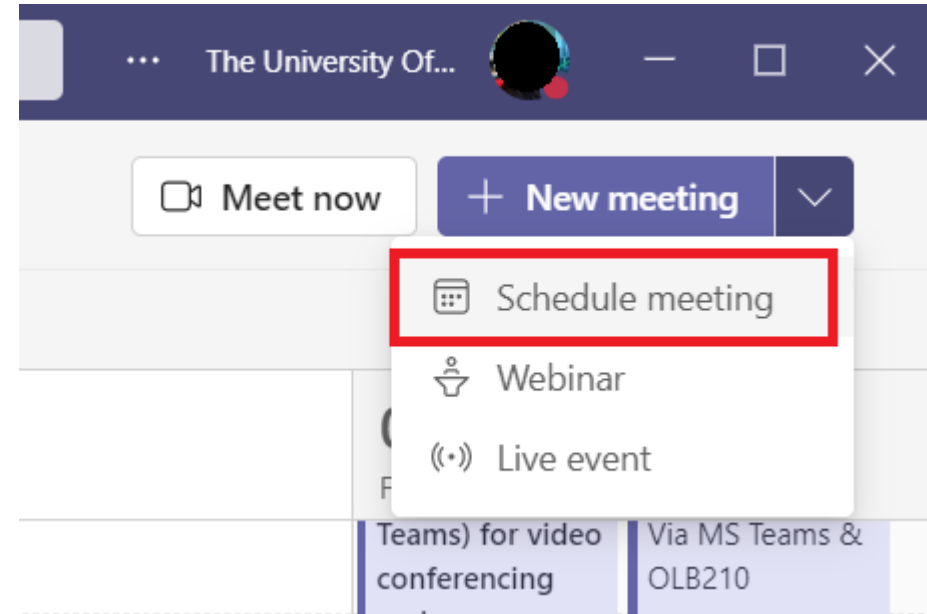 ... The University Of...
Meet now
New meeting
Schedule meeting
Webinar
Live event
Teams) for video
conferencing
Via MS Teams &
OLB210